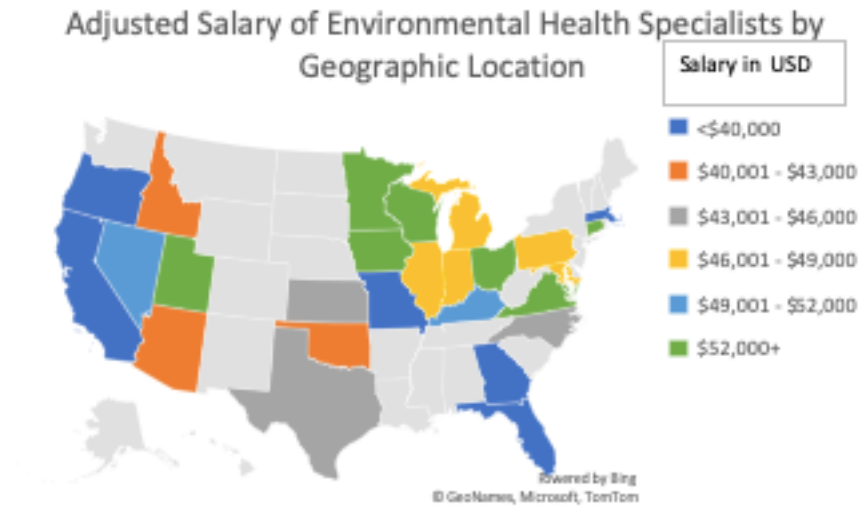 Adjusted Salary of Environmental Health Specialists by
Geographic Location
Salary in USD
<$40,000
$40,001 - $43,000
$43,001 - $46,000
$46,001 - $49,000
$49,001 - $52,000
$52,000+
Powered by Bing
© GeoNames, Microsoft, TomTom